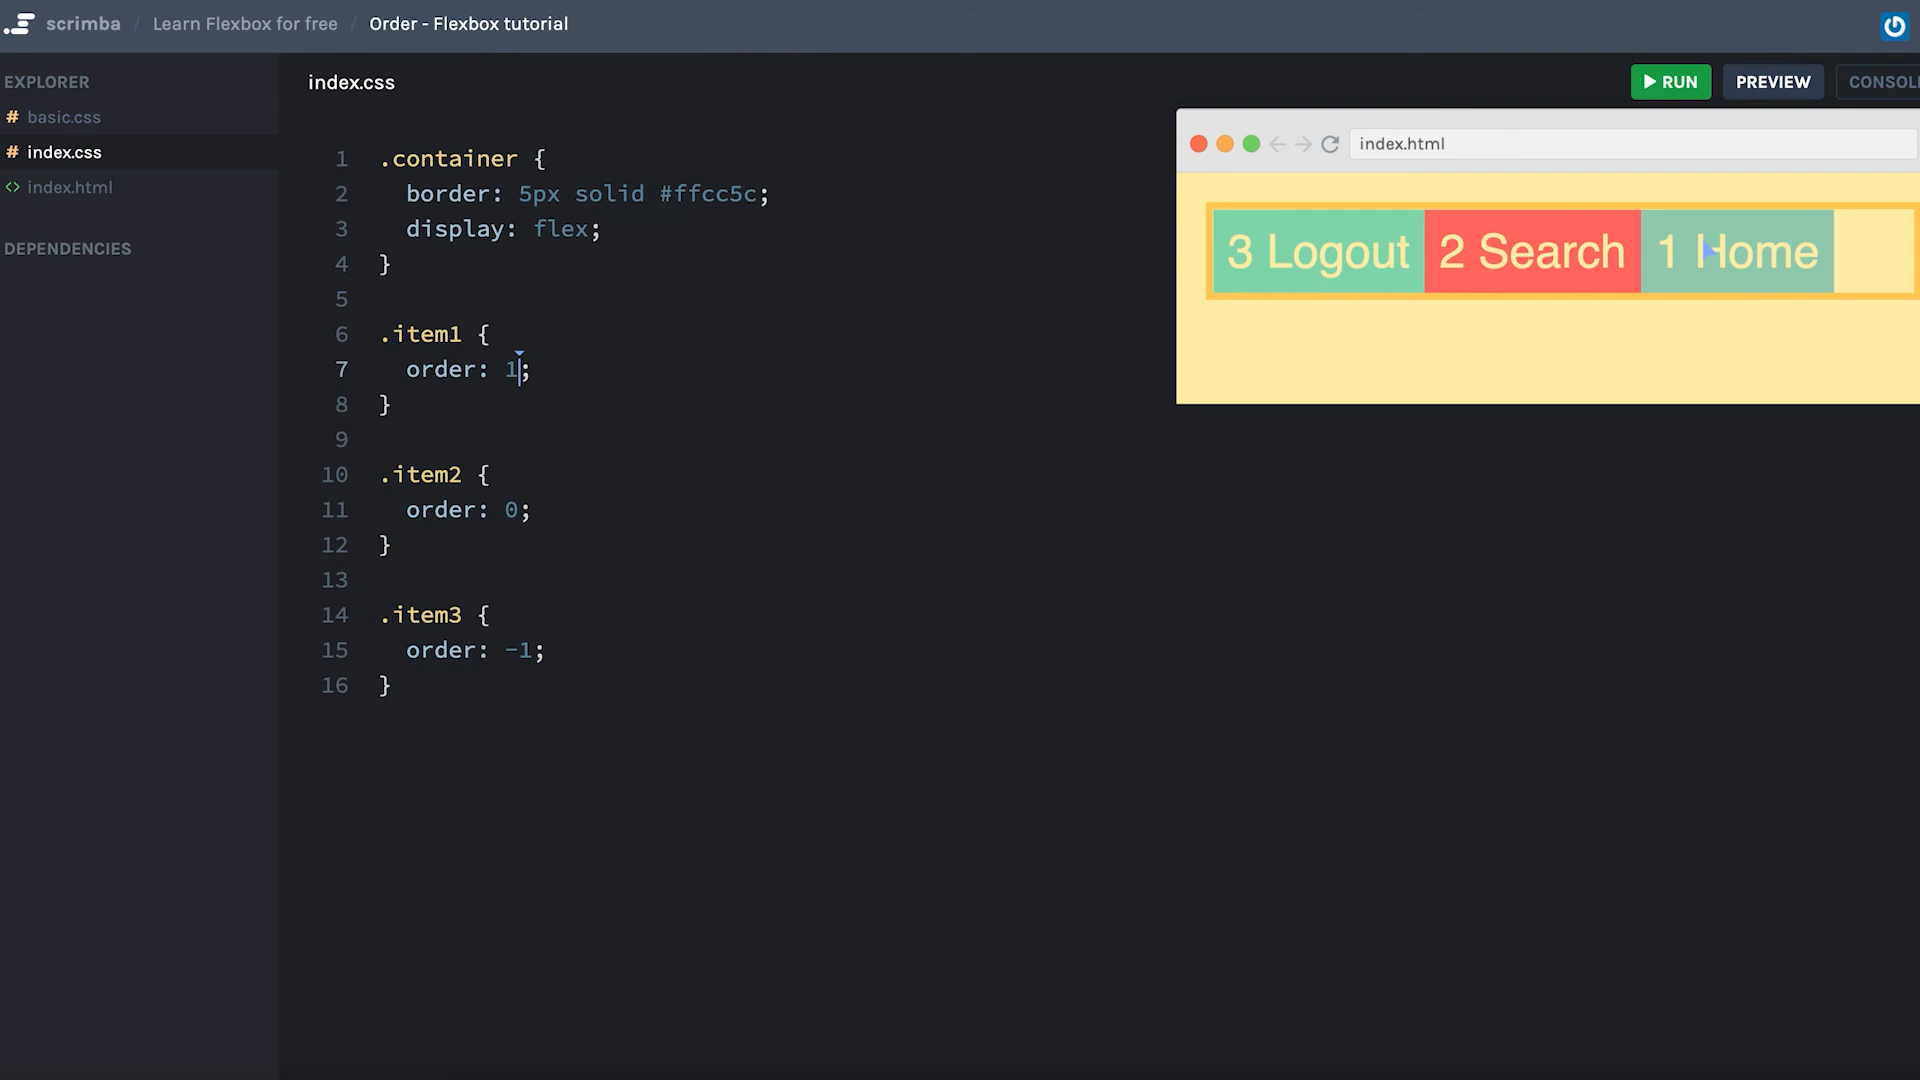 scrimba / Learn Flexbox for free / Order - Flexbox tutorial
EXPLORER
# basic.css
# index.css
<> index.html
DEPENDENCIES
index.css
RUN PREVIEW CONSOL
index.html
3 Logout 2 Search 1 Home
1 .container {
2 border: 5px solid #ffcc5c;
3 display: flex;
4 }
5
6 .item1 {
7 order: 1;
8 }
9
10 .item2 {
11 order: 0;
12 }
13
14 .item3 {
15 order: -1;
16 }